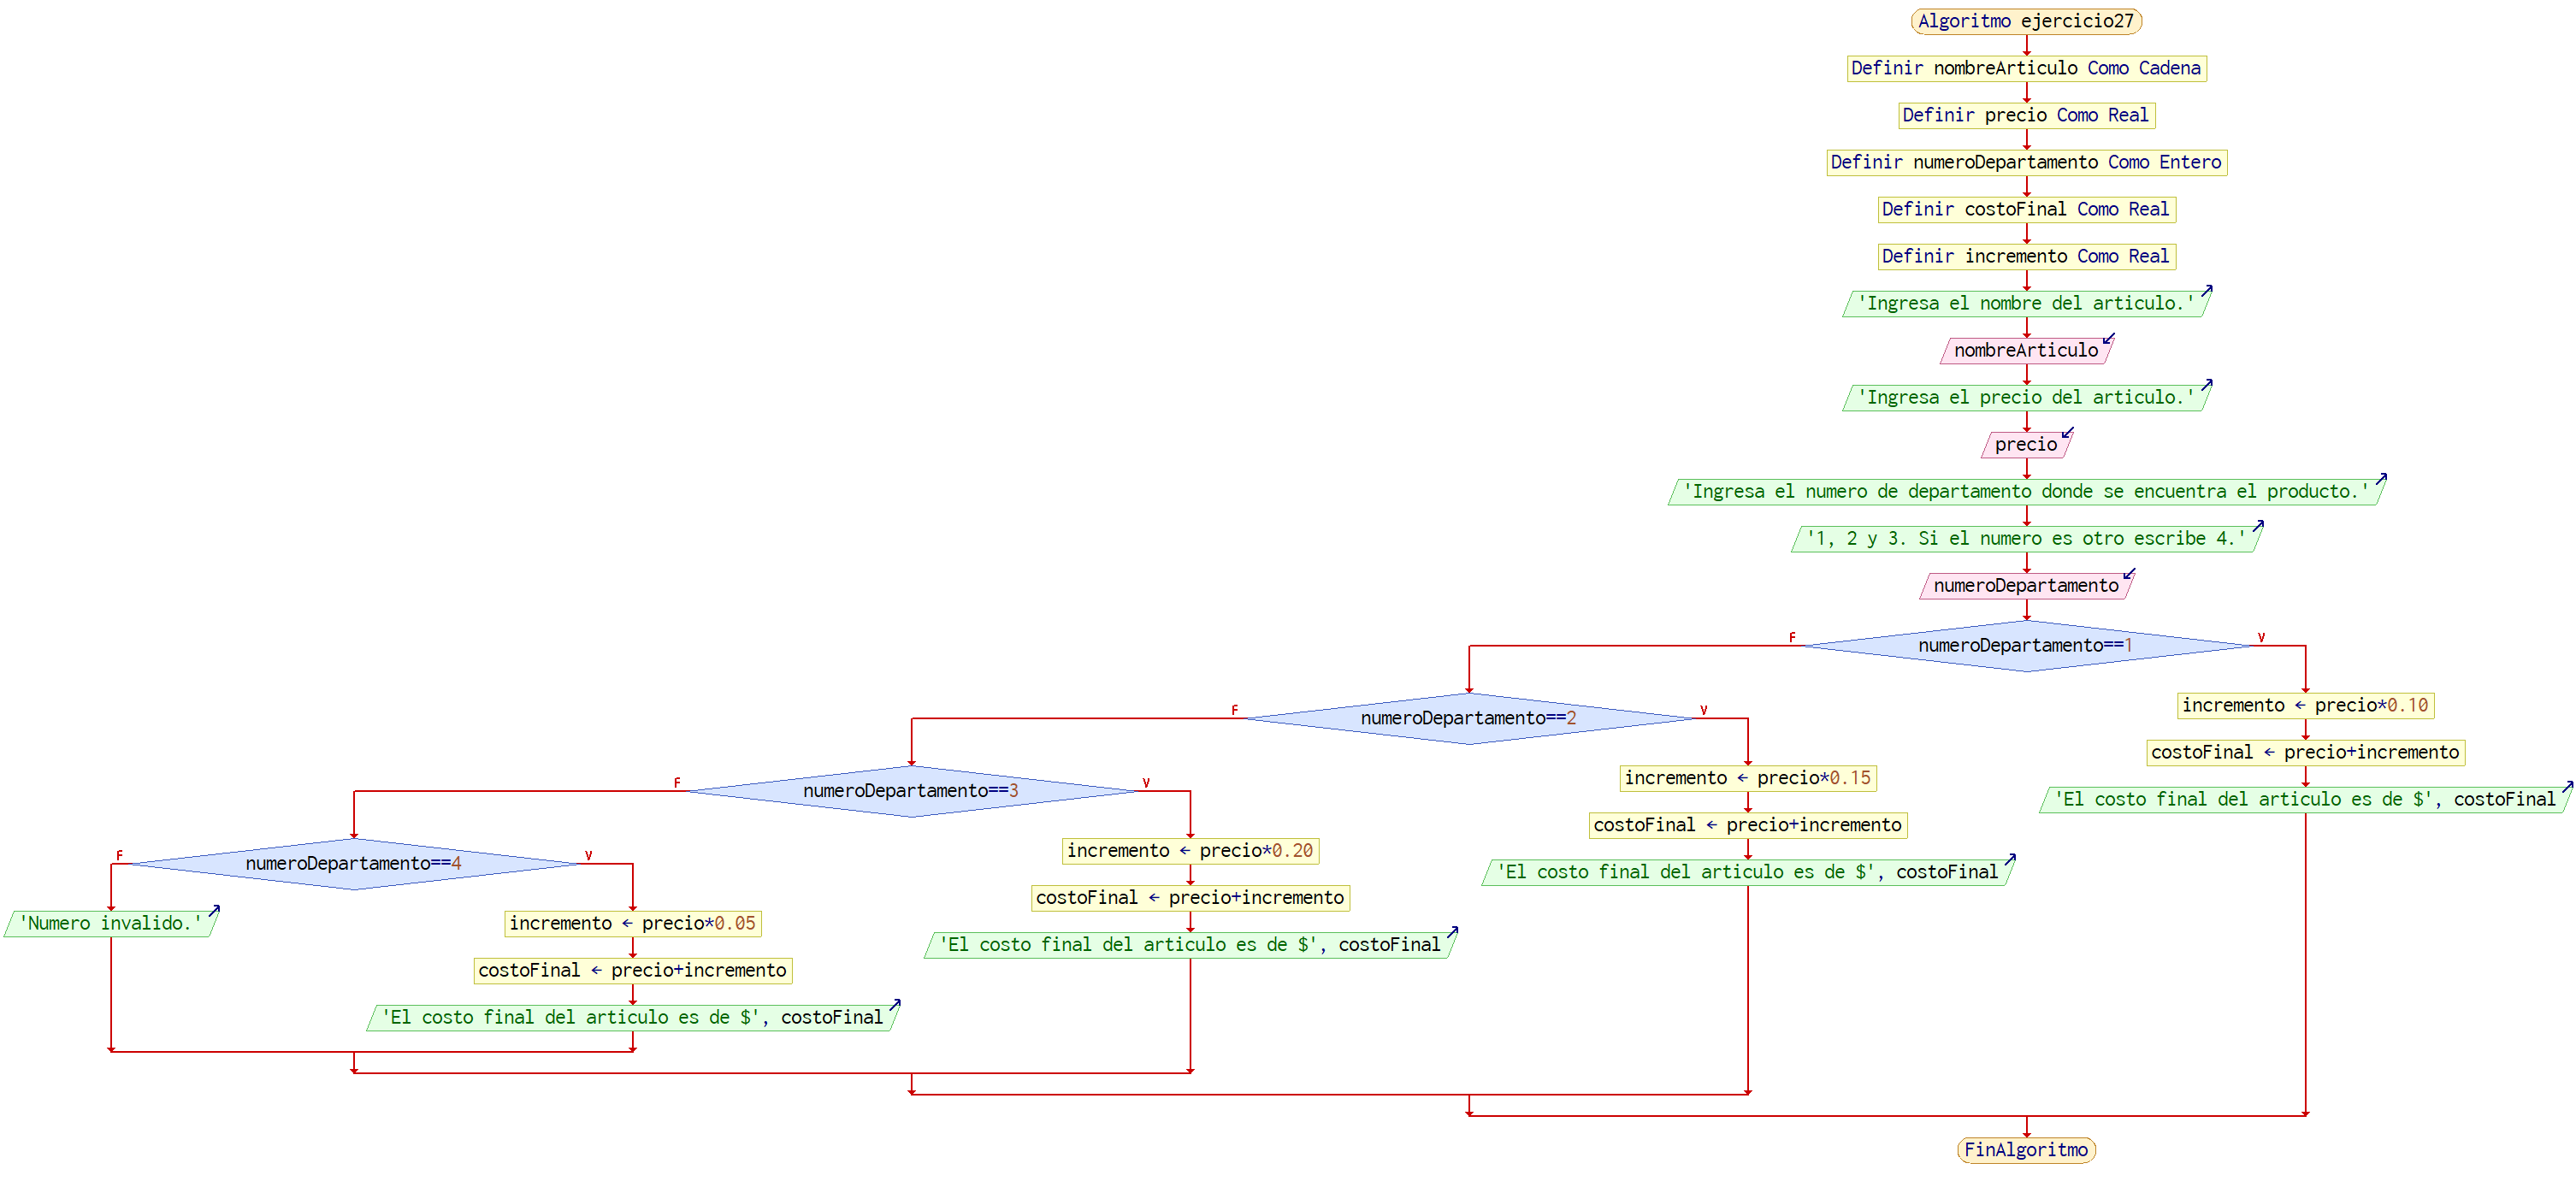 Algoritmo ejercicio27
Definir nombreArticulo Como Cadena
Definir precio Como Real
Definir numeroDepartamento Como Entero
Definir costoFinal Como Real
Definir incremento Como Real
'Ingresa el nombre del articulo.'
nombreArticulo
'Ingresa el precio del articulo.'
precio
'Ingresa el numero de departamento donde se encuentra el producto.'
'1, 2 y 3. Si el numero es otro escribe 4.'
numeroDepartamento
F
numeroDepartamento==1
V
incremento ← precio*0.10
costoFinal ← precio+incremento
'El costo final del articulo es de $', costoFinal
F
numeroDepartamento==2
V
incremento ← precio*0.15
costoFinal ← precio+incremento
'El costo final del articulo es de $', costoFinal
F
numeroDepartamento==3
V
incremento ← precio*0.20
costoFinal ← precio+incremento
'El costo final del articulo es de $', costoFinal
F
numeroDepartamento==4
V
incremento ← precio*0.05
costoFinal ← precio+incremento
'El costo final del articulo es de $', costoFinal
'Numero invalido.'
FinAlgoritmo